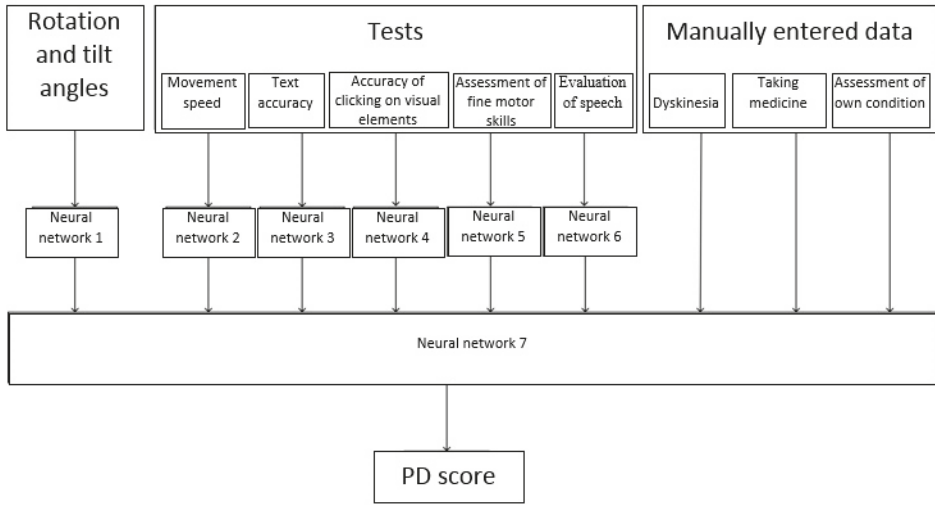 Rotation
and tilt
angles
Tests
Movement
speed
Text
accuracy
Accuracy of
clicking on visual
elements
Assessment of
fine motor
skills
Evaluation
of speech
Manually entered data
Dyskinesia
Taking
medicine
Assessment of
own condition
Neural
network 1
Neural
network 2
Neural
network 3
Neural
network 4
Neural
network 5
Neural
network 6
Neural network 7
PD score